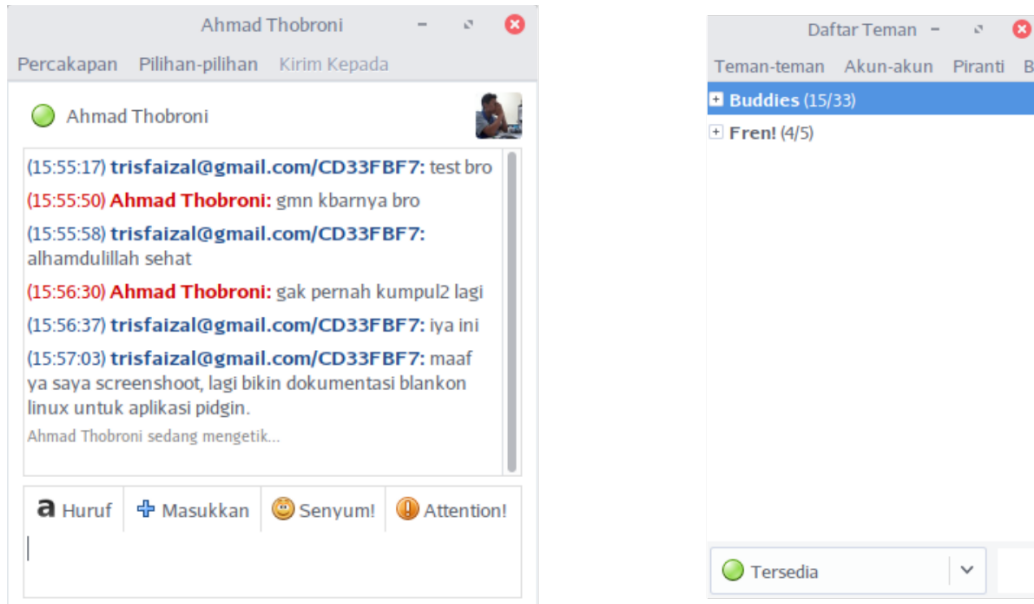 Ahmad Thobroni
Percakapan Pilihan-pilihan Kirim Kepada
Ahmad Thobroni
(15:55:17) trisfaizal@gmail.com/CD33FBF7: test bro
(15:55:50) Ahmad Thobroni: gmn kbarnya bro
(15:55:58) trisfaizal@gmail.com/CD33FBF7:
alhamdulillah sehat
(15:56:30) Ahmad Thobroni: gak pernah kumpul2 lagi
(15:56:37) trisfaizal@gmail.com/CD33FBF7: iya ini
(15:57:03) trisfaizal@gmail.com/CD33FBF7: maaf
ya saya screenshoot, lagi bikin dokumentasi blankon
linux untuk aplikasi pidgin.
Ahmad Thobroni sedang mengetik...
a Huruf Masukkan Senyum! Attention!
Daftar Teman
Teman-teman Akun-akun Piranti B
Buddies (15/33)
Fren! (4/5)
Tersedia